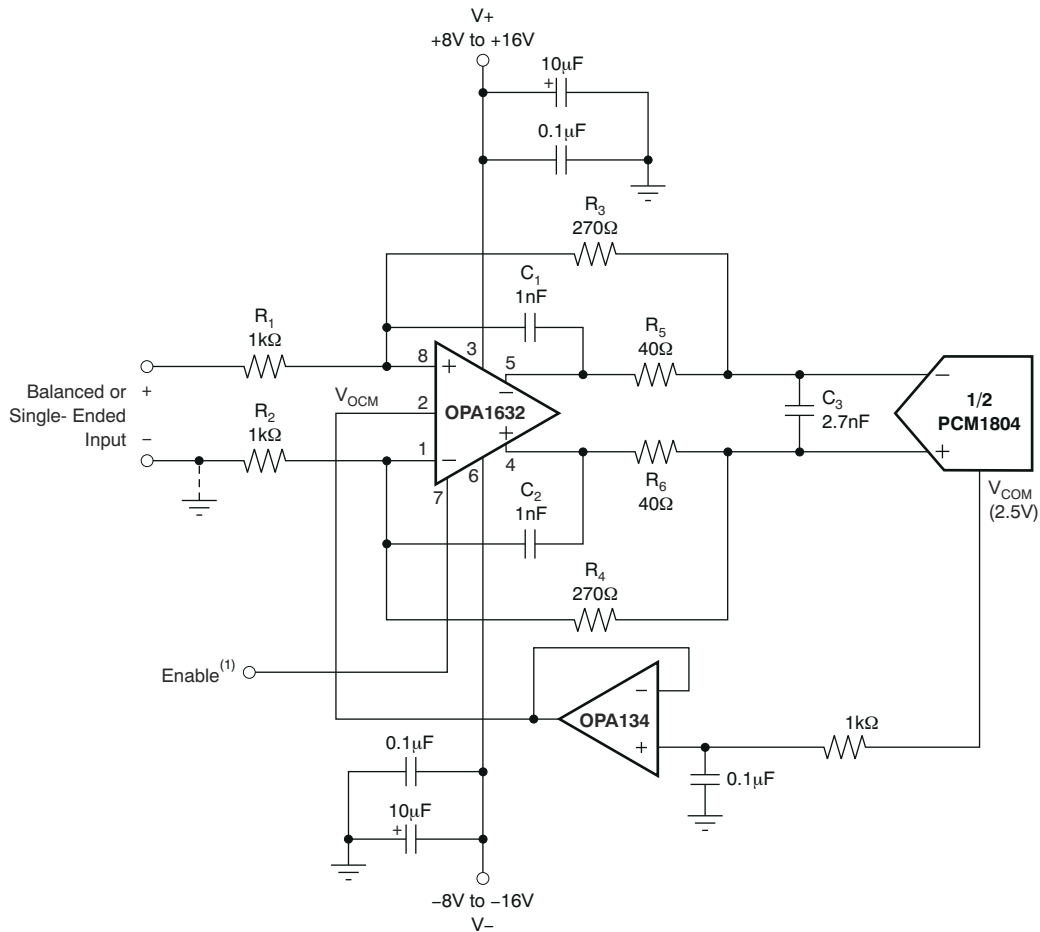 V+
+8V to +16V
10μF
+
0.1μF
R3
270Ω
C1
1nF
R1
1kΩ
R5
40Ω
3
8
+
5
−
Balanced or
Single- Ended
Input
+
−
VOCM
2
OPA1632
C3
2.7nF
−
1/2
PCM1804
+
R2
1kΩ
1
−
+
4
6
7
R6
40Ω
VCOM
(2.5V)
C2
1nF
R4
270Ω
Enable(1)
−
OPA134
+
1kΩ
0.1μF
0.1μF
10μF
+
−8V to −16V
V−